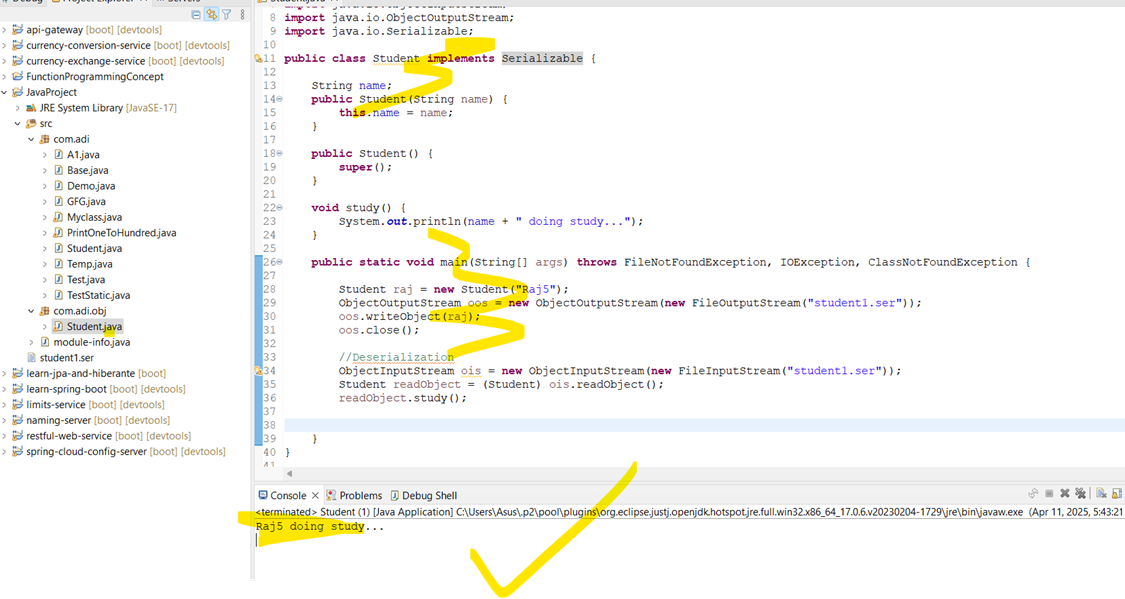 Debug
Project Explorer
Servers
Student.java
api-gateway [boot] [devtools]
currency-conversion-service [boot] [devtools]
currency-exchange-service [boot] [devtools]
FunctionProgrammingConcept
JavaProject
JRE System Library [JavaSE-17]
src
com.adi
A1.java
Base.java
Demo.java
GFG.java
Myclass.java
PrintOneToHundred.java
Student.java
Temp.java
Test.java
TestStatic.java
com.adi.obj
Student.java
module-info.java
student1.ser
learn-jpa-and-hiberante [boot]
learn-spring-boot [boot] [devtools]
limits-service [boot] [devtools]
naming-server [boot] [devtools]
restful-web-service [boot] [devtools]
spring-cloud-config-server [boot] [devtools]
8 import java.io.ObjectOutputStream;
9 import java.io.Serializable;
10
11 public class Student implements Serializable {
12
13 String name;
14 public Student(String name) {
15 this.name = name;
16 }
17
18 public Student() {
19 super();
20 }
21
22 void study() {
23 System.out.println(name + " doing study...");
24 }
25
26 public static void main(String[] args) throws FileNotFoundException, IOException, ClassNotFoundException {
27
28 Student raj = new Student("Raj5");
29 ObjectOutputStream oos = new ObjectOutputStream(new FileOutputStream("student1.ser"));
30 oos.writeObject(raj);
31 oos.close();
32
33 //Deserialization
34 ObjectInputStream ois = new ObjectInputStream(new FileInputStream("student1.ser"));
35 Student readObject = (Student) ois.readObject();
36 readObject.study();
37
38
39 }
40 }
41
Console Problems Debug Shell
<terminated> Student (1) [Java Application] C:\Users\Asus\.p2\pool\plugins\org.eclipse.justj.openjdk.hotspot.jre.full.win32.x86_64_17.0.6.v20230204-1729\jre\bin\javaw.exe (Apr 11, 2025, 5:43:21
Raj5 doing study...